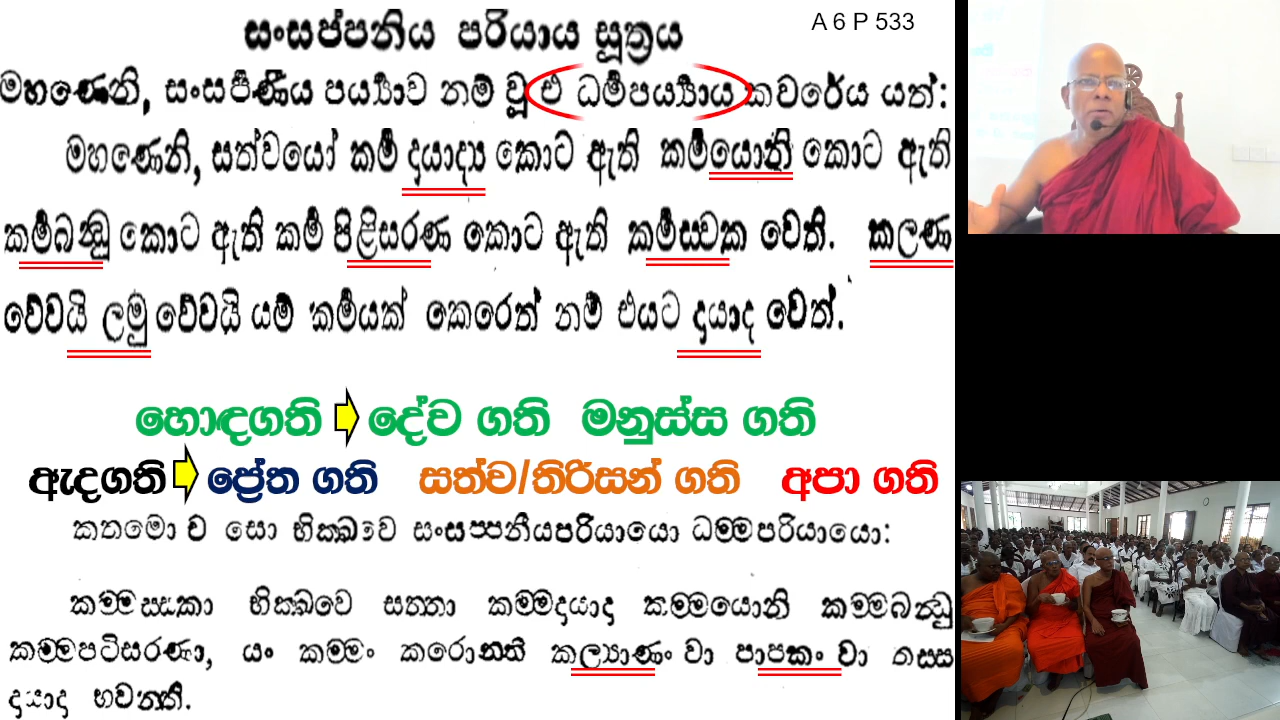 සංසප්පනිය පරියාය සූත්‍රය
A 6 P 533
මහණෙනි, සංසර්‍පණීය පර්‍ය්‍යාව නම් වූ එ ධර්‍මපර්‍ය්‍යාය කවරේය යත්:
මහණෙනි, සත්වයෝ කර්‍ම දායාද්‍ය කොට ඇති කර්‍මයොනි කොට ඇති
කර්‍මබන්‍ධු කොට ඇති කර්‍ම පිළිසරණ කොට ඇති කර්‍මස්වක වෙති. කලණ
වේවයි ලමු වේවයි යම් කර්‍මයක් කෙරෙත් නම් එයට දායාද වෙත්.
හොඳගති දේව ගති මනුස්ස ගති
ඇදගති ප්‍රේත ගති සත්ව/තිරිසන් ගති අපා ගති
කතමො ච සො භික්ඛවෙ සංසප්පනීයපරියායො ධම්මපරියායො:
කම්මස්සකා භික්ඛවෙ සත්තා කම්මදායාදා කම්මයොනි කම්මබන්ධු
කම්මපටිසරණා, යං කම්මං කරොන්ති කල්‍යාණං වා පාපකං වා තස්ස
දායාදා භවන්ති.